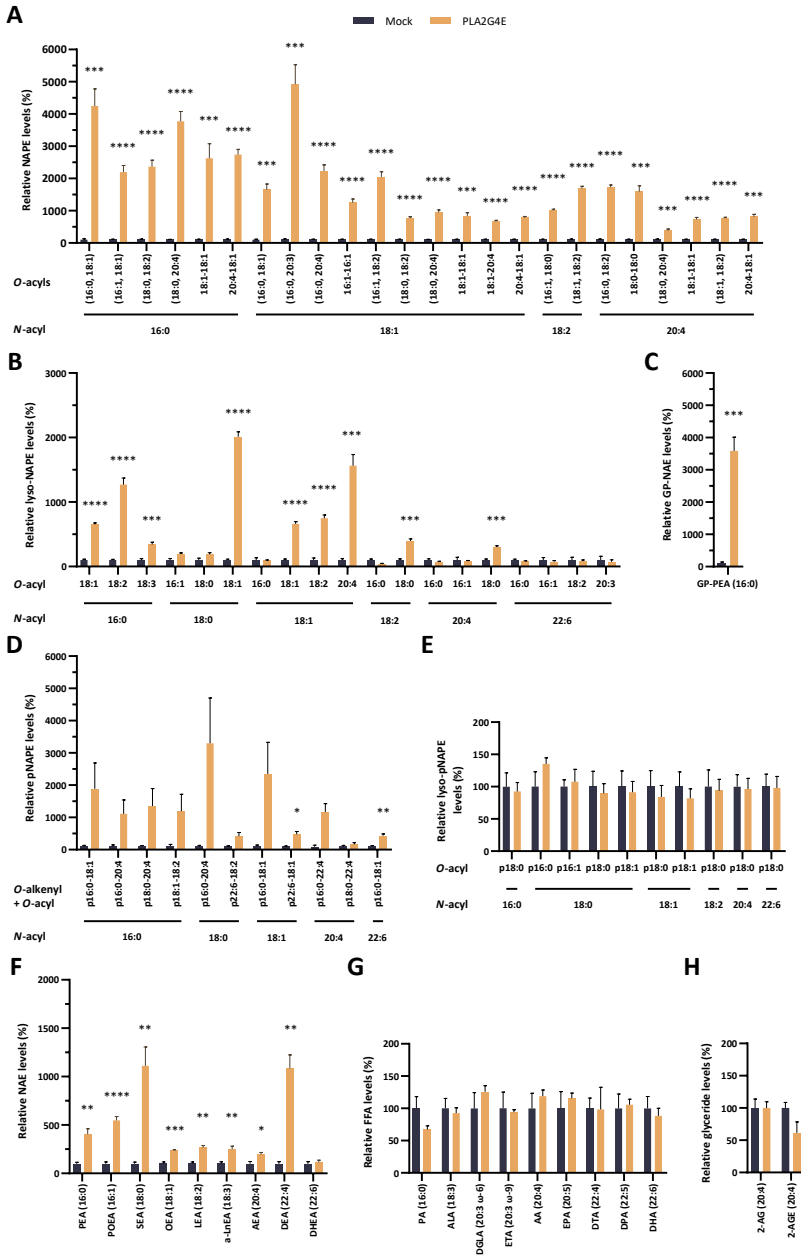 A
Mock PLA2G4E
Relative NAPE levels (%)
6000
5000
4000
3000
2000
1000
0
*** **** **** **** *** **** *** *** **** **** **** **** **** *** **** **** **** **** **** *** *** **** **** ***
O-acyls (16:0, 18:1) (16:1, 18:1) (18:0, 18:2) (18:0, 20:4) 18:1-18:1 20:4-18:1 (16:0, 18:1) (16:0, 20:3) (16:0, 20:4) 16:1-16:1 (16:1, 18:2) (18:0, 18:2) (18:0, 20:4) 18:1-18:1 18:1-20:4 20:4-18:1 (16:1, 18:0) (18:1, 18:2) (16:0, 18:2) 18:0-18:0 (18:0, 20:4) 18:1-18:1 (18:1, 18:2) 20:4-18:1
N-acyl 16:0 18:1 18:2 20:4
B
Relative lyso-NAPE levels (%)
3000
2000
1000
0
**** **** *** **** **** **** *** *** ***
O-acyl 18:1 18:2 18:3 16:1 18:0 18:1 16:0 18:1 18:2 20:4 16:0 18:0 16:0 16:1 18:0 16:0 16:1 18:2 20:3
N-acyl 16:0 18:0 18:1 18:2 20:4 22:6
C
Relative GP-NAE levels (%)
6000
5000
4000
3000
2000
1000
0
***
GP-PEA (16:0)
D
Relative pNAPE levels (%)
6000
5000
4000
3000
2000
1000
0
* **
O-alkenyl
+ O-acyl
p16:0-18:1 p16:0-20:4 p18:0-20:4 p18:1-18:2 p16:0-20:4 p22:6-18:2 p16:0-18:1 p22:6-18:1 p16:0-22:4 p18:0-22:4 p16:0-18:1
N-acyl 16:0 18:0 18:1 20:4 22:6
E
Relative lyso-pNAPE
levels (%)
200
150
100
50
0
O-acyl p18:0 p16:0 p16:1 p18:0 p18:1 p18:0 p18:1 p18:0 p18:0 p18:0
N-acyl 16:0 18:0 18:1 18:2 20:4 22:6
F
Relative NAE levels (%)
2000
1500
1000
500
0
** **** ** *** ** ** * **
PEA (16:0) POEA (16:1) SEA (18:0) OEA (18:1) LEA (18:2) a-LnEA (18:3) AEA (20:4) DEA (22:4) DHEA (22:6)
G
Relative FFA levels (%)
200
150
100
50
0
PA (16:0) ALA (18:3) DGLA (20:3 ω-6) ETA (20:3 ω-9) AA (20:4) EPA (20:5) DTA (22:4) DPA (22:5) DHA (22:6)
H
Relative glyceride levels (%)
200
150
100
50
0
2-AG (20:4) 2-AGE (20:4)